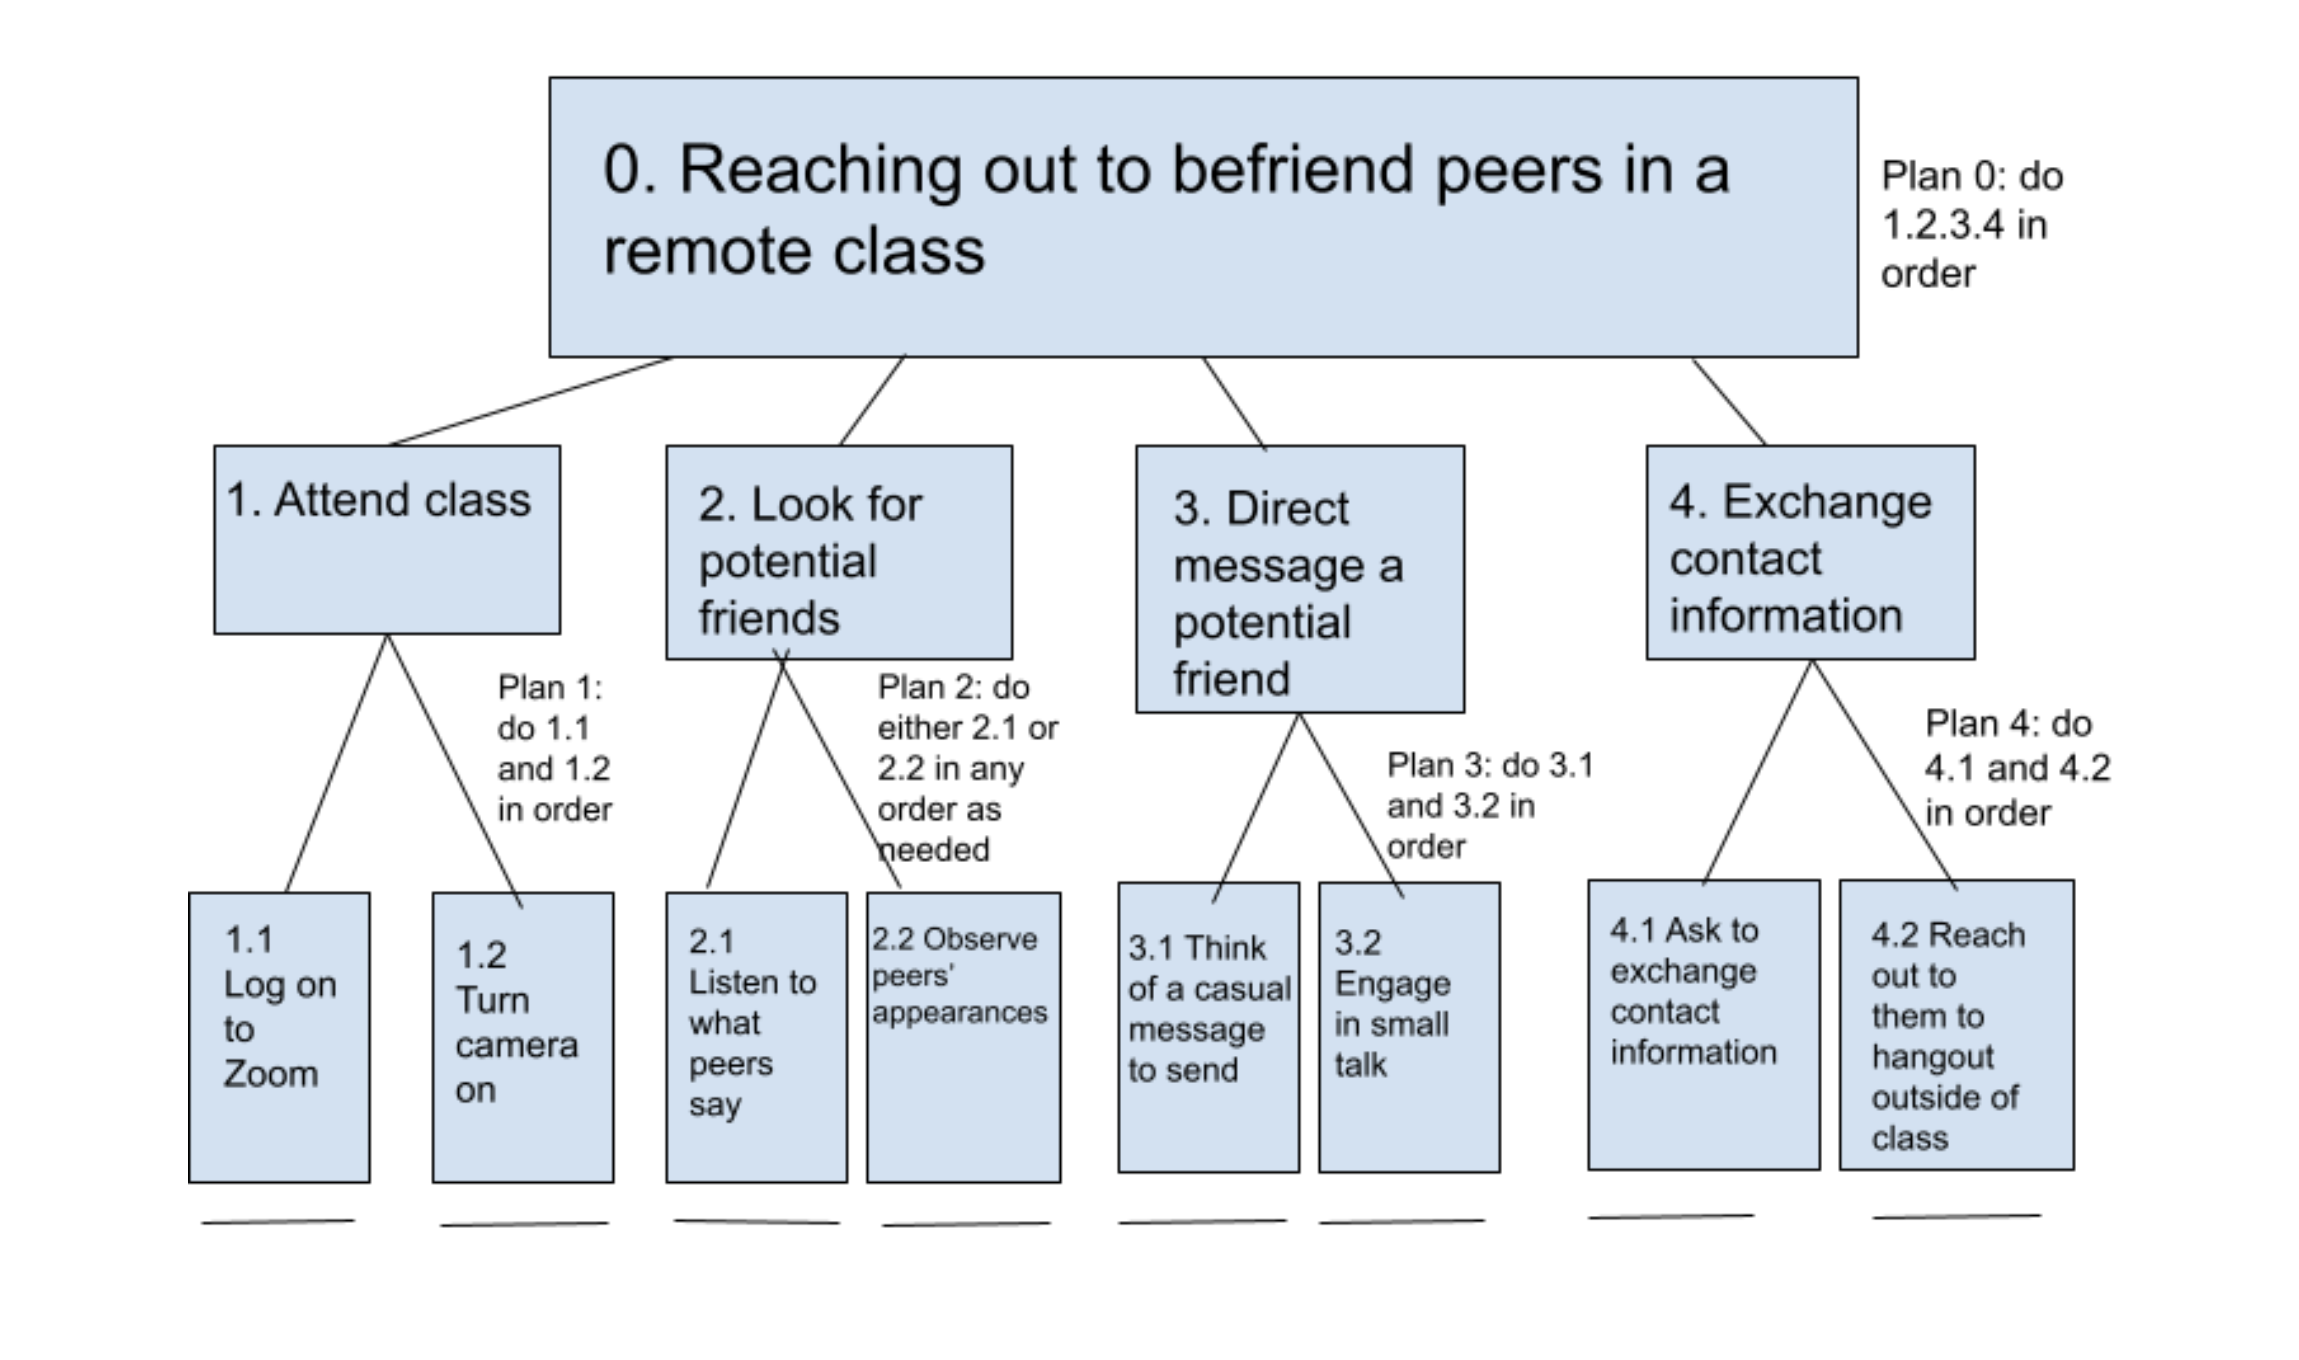 0. Reaching out to befriend peers in a
remote class
Plan 0: do
1.2.3.4 in
order
1. Attend class
2. Look for
potential
friends
3. Direct
message a
potential
friend
4. Exchange
contact
information
Plan 1:
do 1.1
and 1.2
in order
Plan 2: do
either 2.1 or
2.2 in any
order as
needed
Plan 3: do 3.1
and 3.2 in
order
Plan 4: do
4.1 and 4.2
in order
1.1
Log on
to
Zoom
1.2
Turn
camera
on
2.1
Listen to
what
peers
say
2.2 Observe
peers'
appearances
3.1 Think
of a casual
message
to send
3.2
Engage
in small
talk
4.1 Ask to
exchange
contact
information
4.2 Reach
out to
them to
hangout
outside of
class